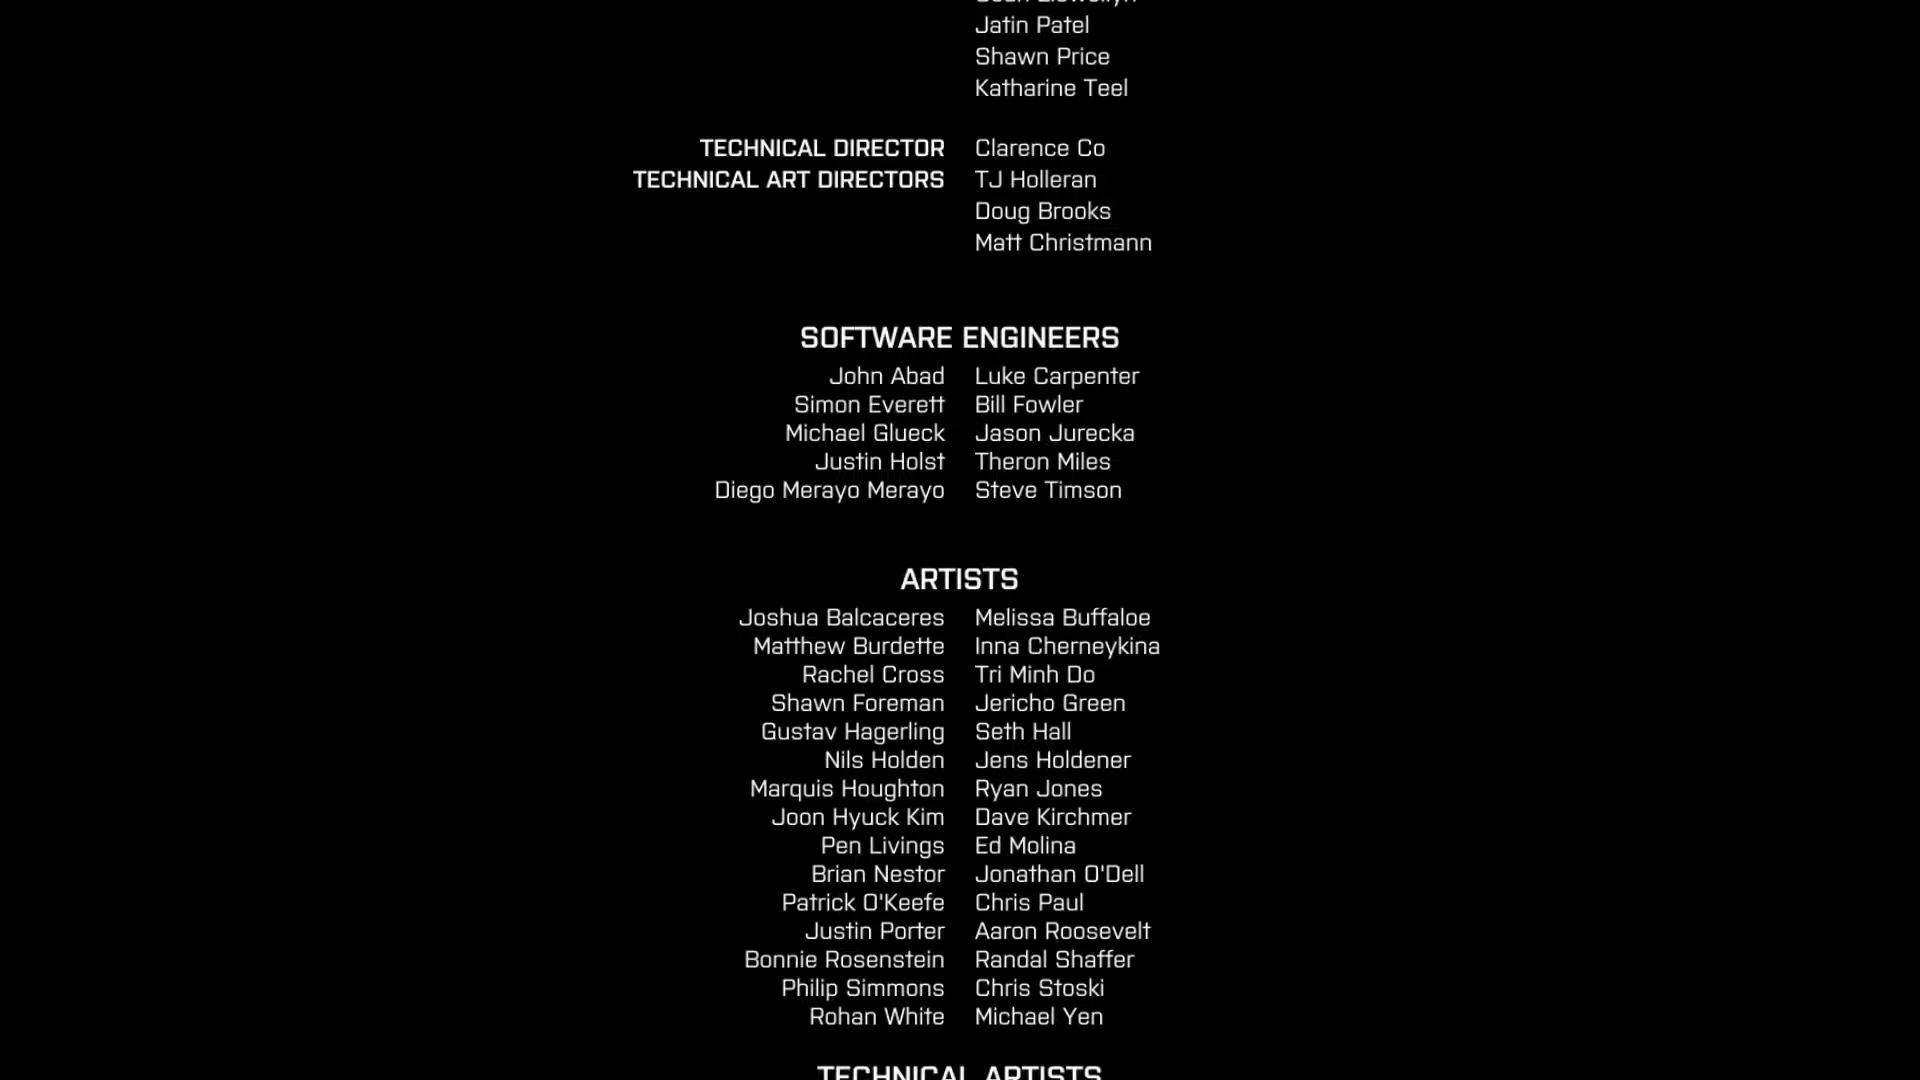 Jatin Patel
Shawn Price
Katharine Teel
TECHNICAL DIRECTOR Clarence Co
TECHNICAL ART DIRECTORS TJ Holleran
Doug Brooks
Matt Christmann
SOFTWARE ENGINEERS
John Abad Luke Carpenter
Simon Everett Bill Fowler
Michael Glueck Jason Jurecka
Justin Holst Theron Miles
Diego Merayo Merayo Steve Timson
ARTISTS
Joshua Balcaceres Melissa Buffaloe
Matthew Burdette Inna Cherneykina
Rachel Cross Tri Minh Do
Shawn Foreman Jericho Green
Gustav Hagerling Seth Hall
Nils Holden Jens Holdener
Marquis Houghton Ryan Jones
Joon Hyuck Kim Dave Kirchmer
Pen Livings Ed Molina
Brian Nestor Jonathan O'Dell
Patrick O'Keefe Chris Paul
Justin Porter Aaron Roosevelt
Bonnie Rosenstein Randal Shaffer
Philip Simmons Chris Stoski
Rohan White Michael Yen
TECHNICAL ARTISTS